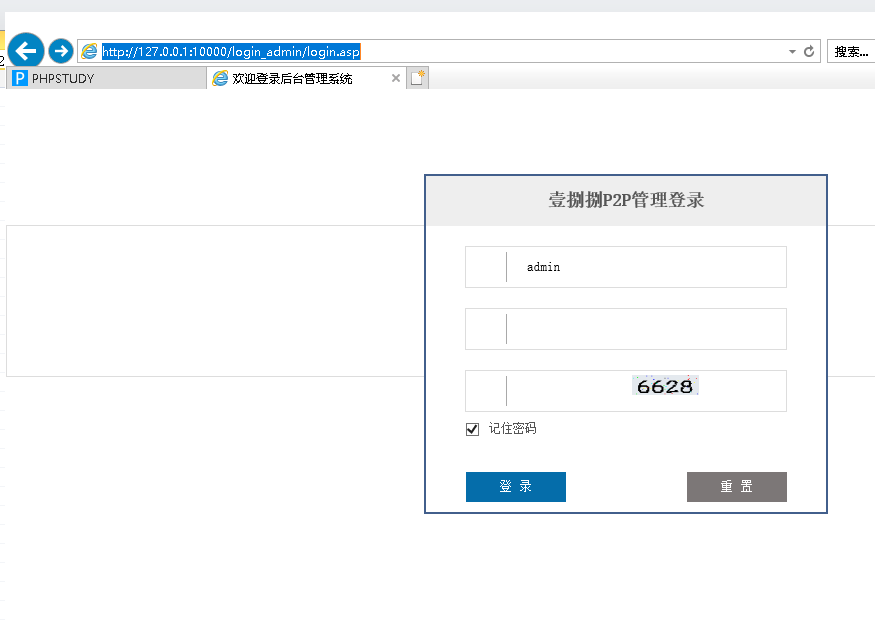 http://127.0.0.1:10000/login_admin/login.asp
搜索...
P PHPSTUDY
欢迎登录后台管理系统
壹捌捌P2P管理登录
admin
6628
记住密码
登 录
重 置